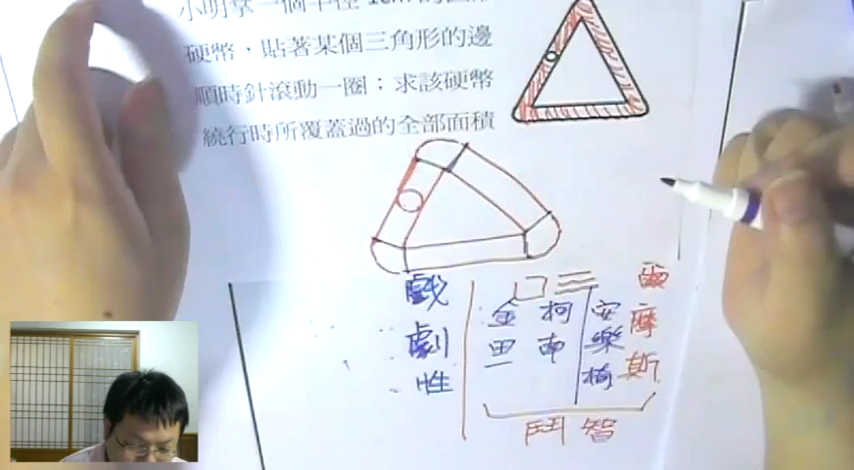 小明拿一個半徑 1cm 的
硬幣、貼著某個三角形的邊
順時針滾動一圈；求該硬幣
繞行時所覆蓋過的全部面積
戲劇性
金田一
柯南
安樂椅
福爾摩斯
鬥智